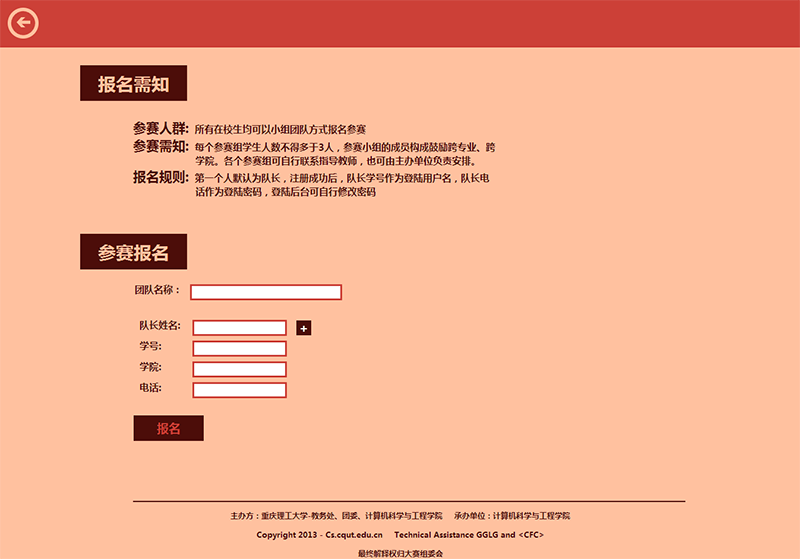 报名需知
参赛人群: 所有在校生均可以小组团队方式报名参赛
参赛需知: 每个参赛组学生人数不得多于3人，参赛小组的成员构成鼓励跨专业、跨
学院。各个参赛组可自行联系指导教师，也可由主办单位负责安排。
报名规则: 第一个人默认为队长，注册成功后，队长学号作为登陆用户名，队长电
话作为登陆密码，登陆后台可自行修改密码
参赛报名
团队名称：
队长姓名: +
学号:
学院:
电话:
报名
主办方：重庆理工大学-教务处、团委、计算机科学与工程学院 承办单位：计算机科学与工程学院
Copyright 2013 - Cs.cqut.edu.cn Technical Assistance GGLG and <CFC>
最终解释权归大赛组委会